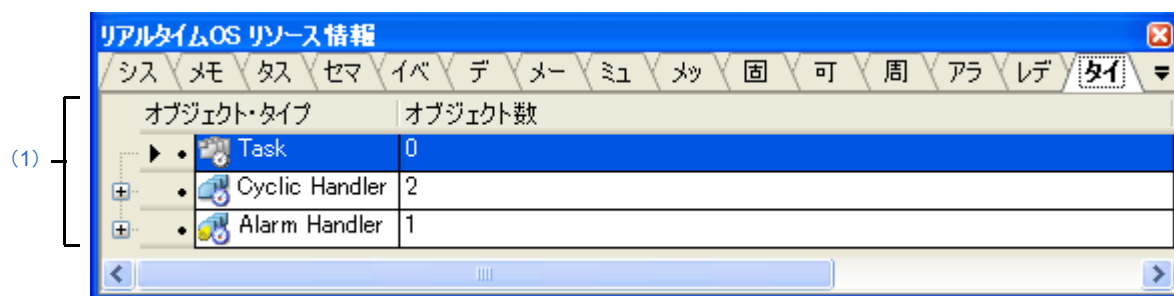 リアルタイムOS リソース情報
シス メモ タス セマ イベ デ メー ミュ メッ 固 可 周 アラ レデ タイ
オブジェクト・タイプ オブジェクト数
(1)
Task 0
Cyclic Handler 2
Alarm Handler 1